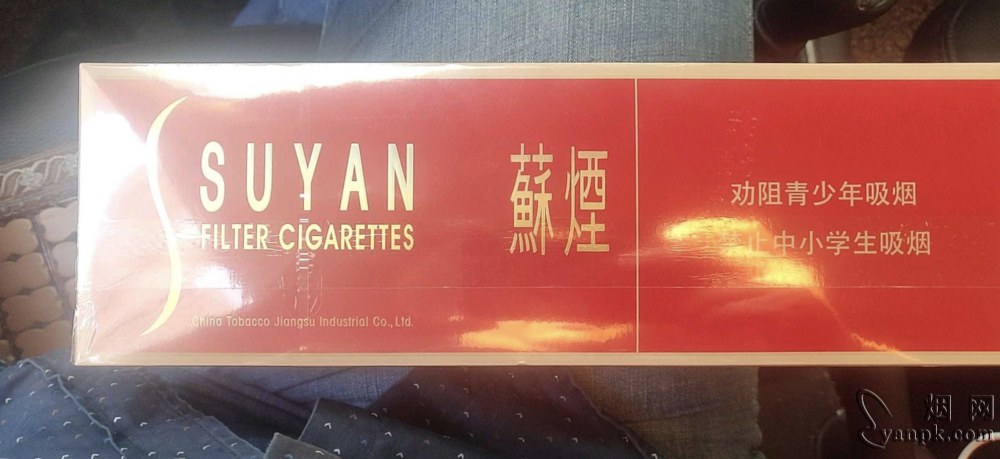 SUYAN
FILTER CIGARETTES
China Tobacco Jiangsu Industrial Co., Ltd.
蘇煙
劝阻青少年吸烟
禁止中小学生吸烟
烟网
yanpk.com